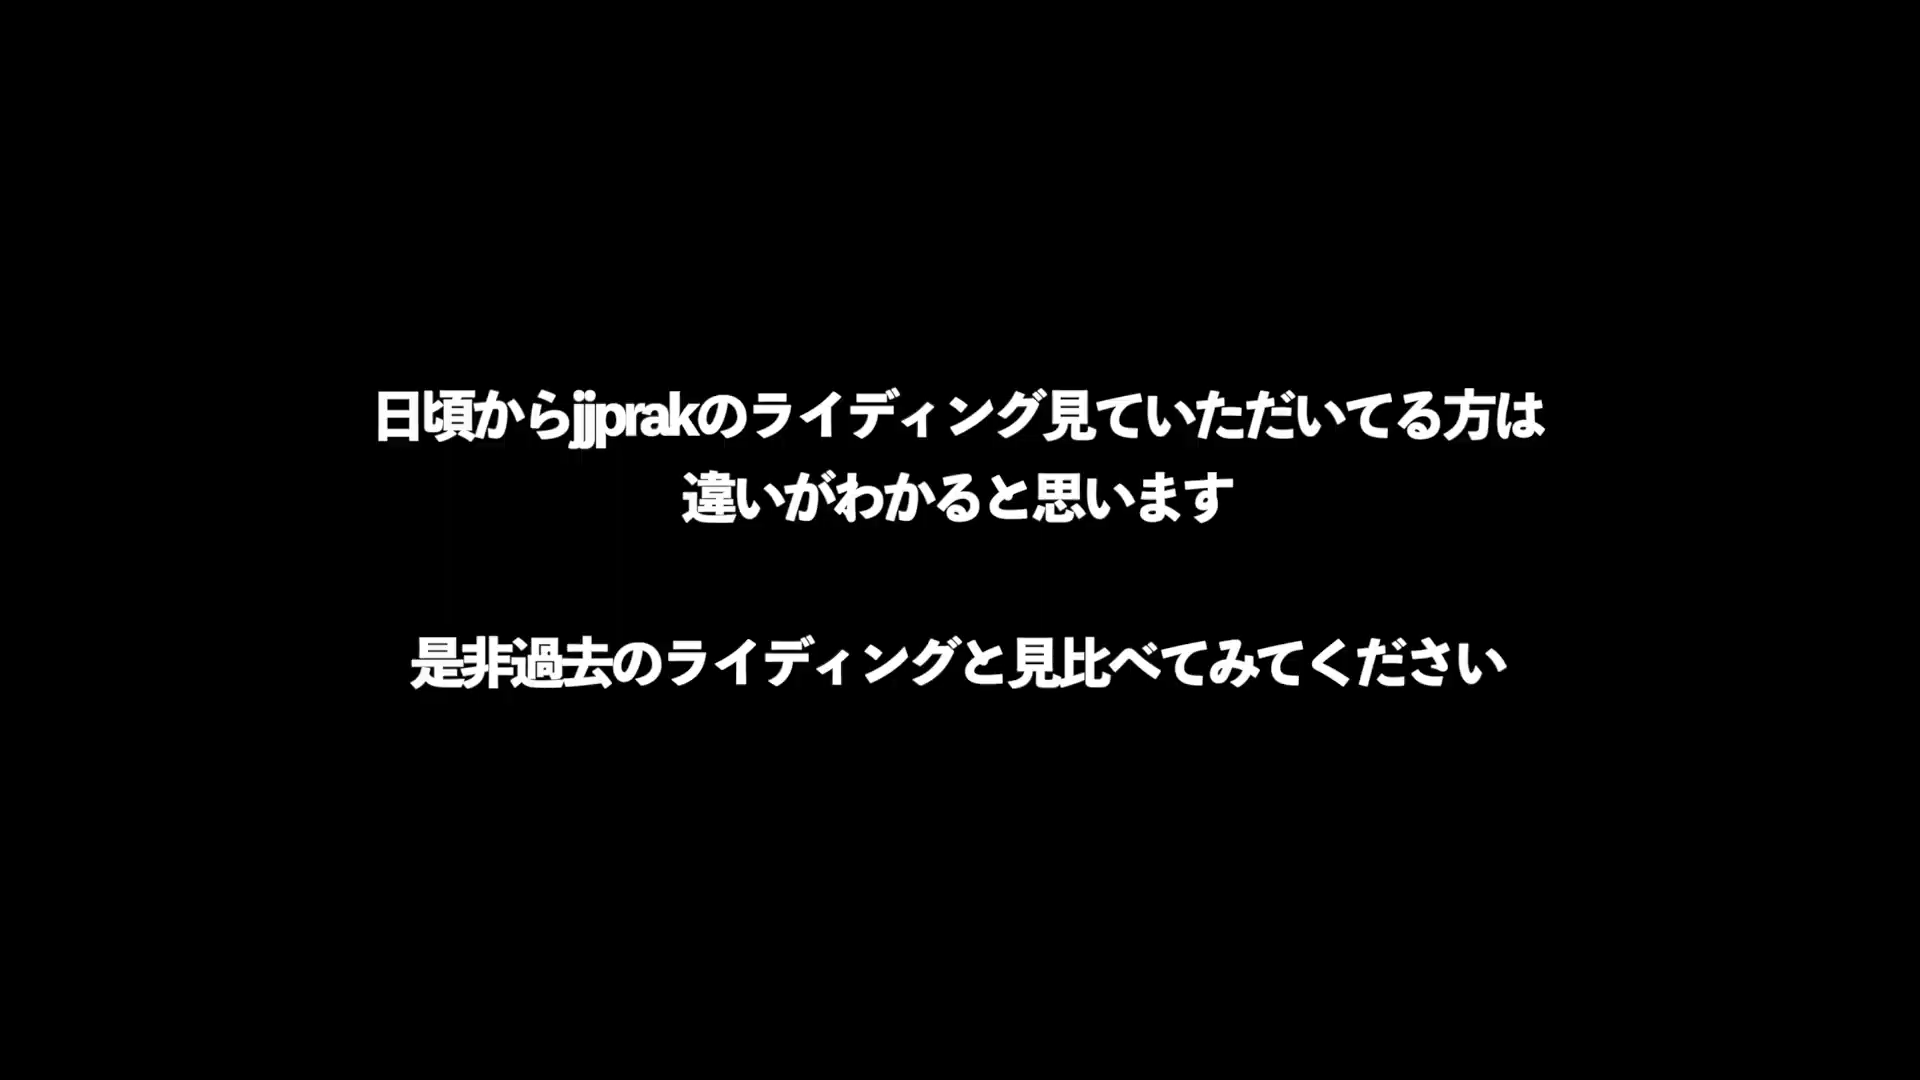 日頃からjjprakのライディング見ていただいてる方は
違いがわかると思います
是非過去のライディングと見比べてみてください